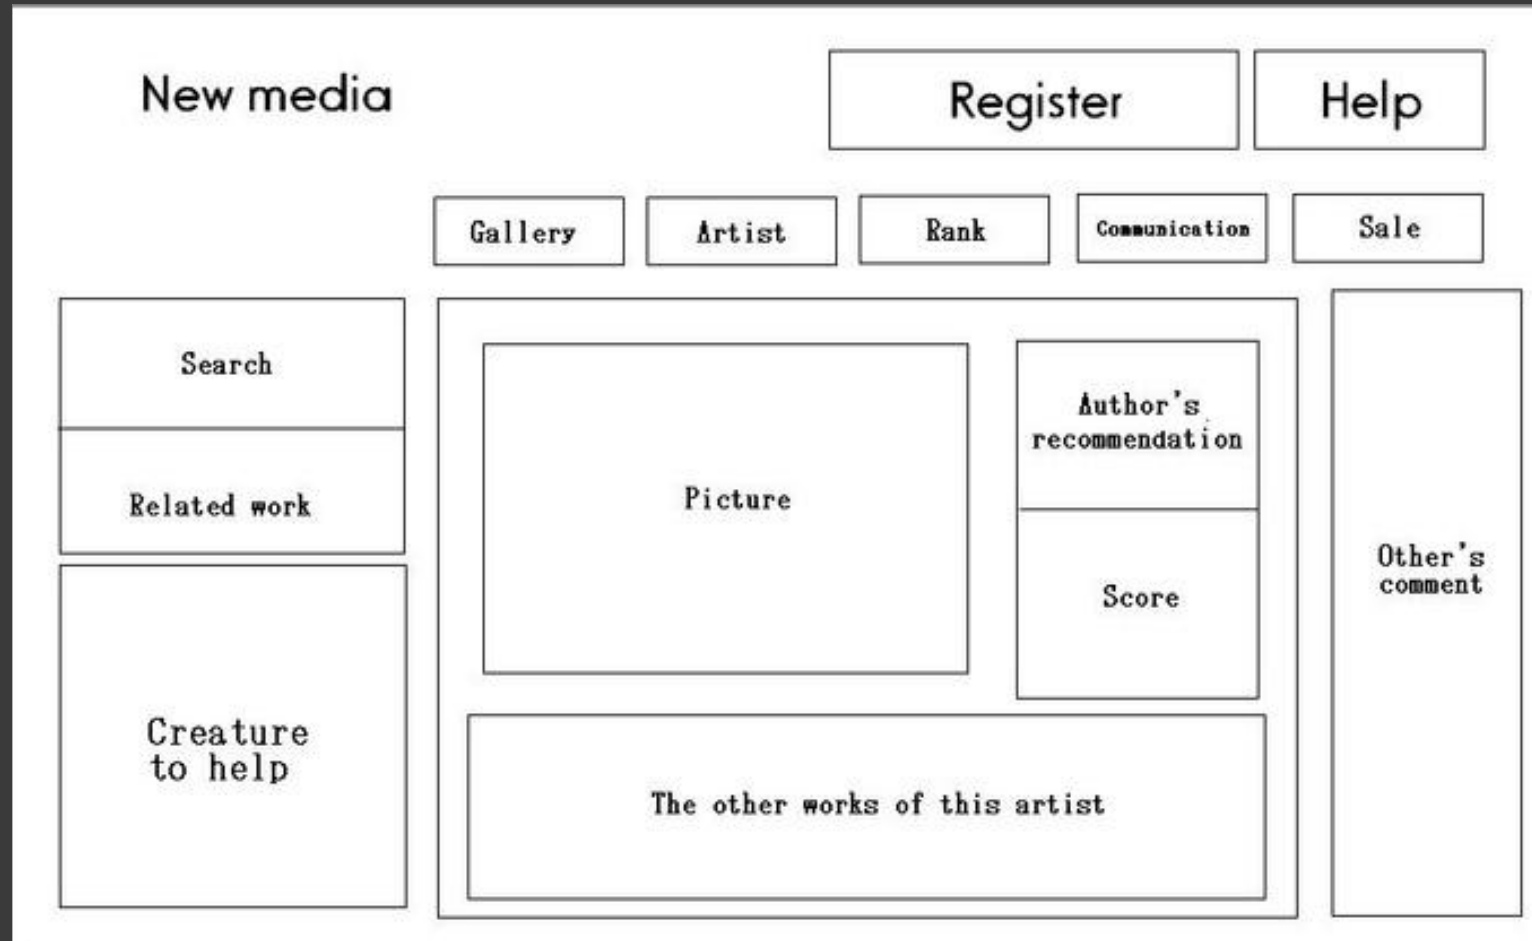 New media
Register
Help
Gallery
Artist
Rank
Communication
Sale
Search
Related work
Creature
to help
Picture
Author's
recommendation
Score
The other works of this artist
Other's
comment